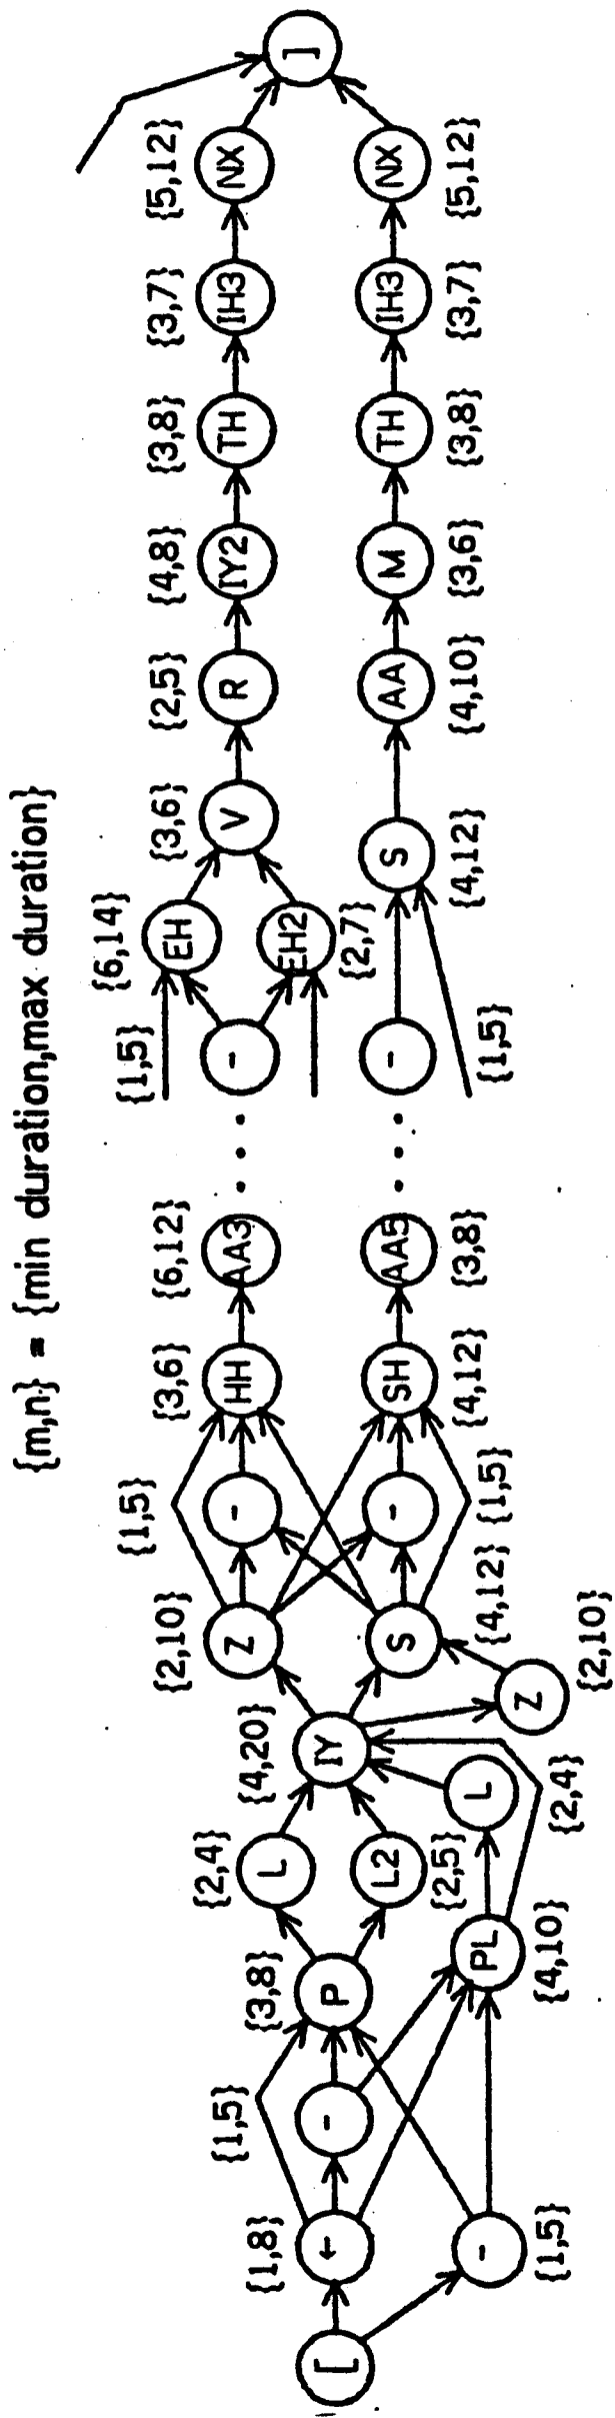 {m,n} = {min duration,max duration}
{6,14}
{2,10} {1,5} {3,6} {6,12} {1,5} {3,6} {2,5} {4,8} {3,8} {3,7} {5,12}
EH
{1,8} {1,5} {3,8} {2,4} {4,20}
Z - HH AA3 ... - V R IY2 TH IH3 NX
L EH2 ]
[ ← - P IY
{2,7}
L2 S - SH AA5 ... - S AA M TH IH3 NX
{2,5} {4,12} {1,5} {4,12} {3,8} {1,5} {4,12} {4,10} {3,6} {3,8} {3,7} {5,12}
- PL L Z
{1,5} {4,10} {2,4} {2,10}